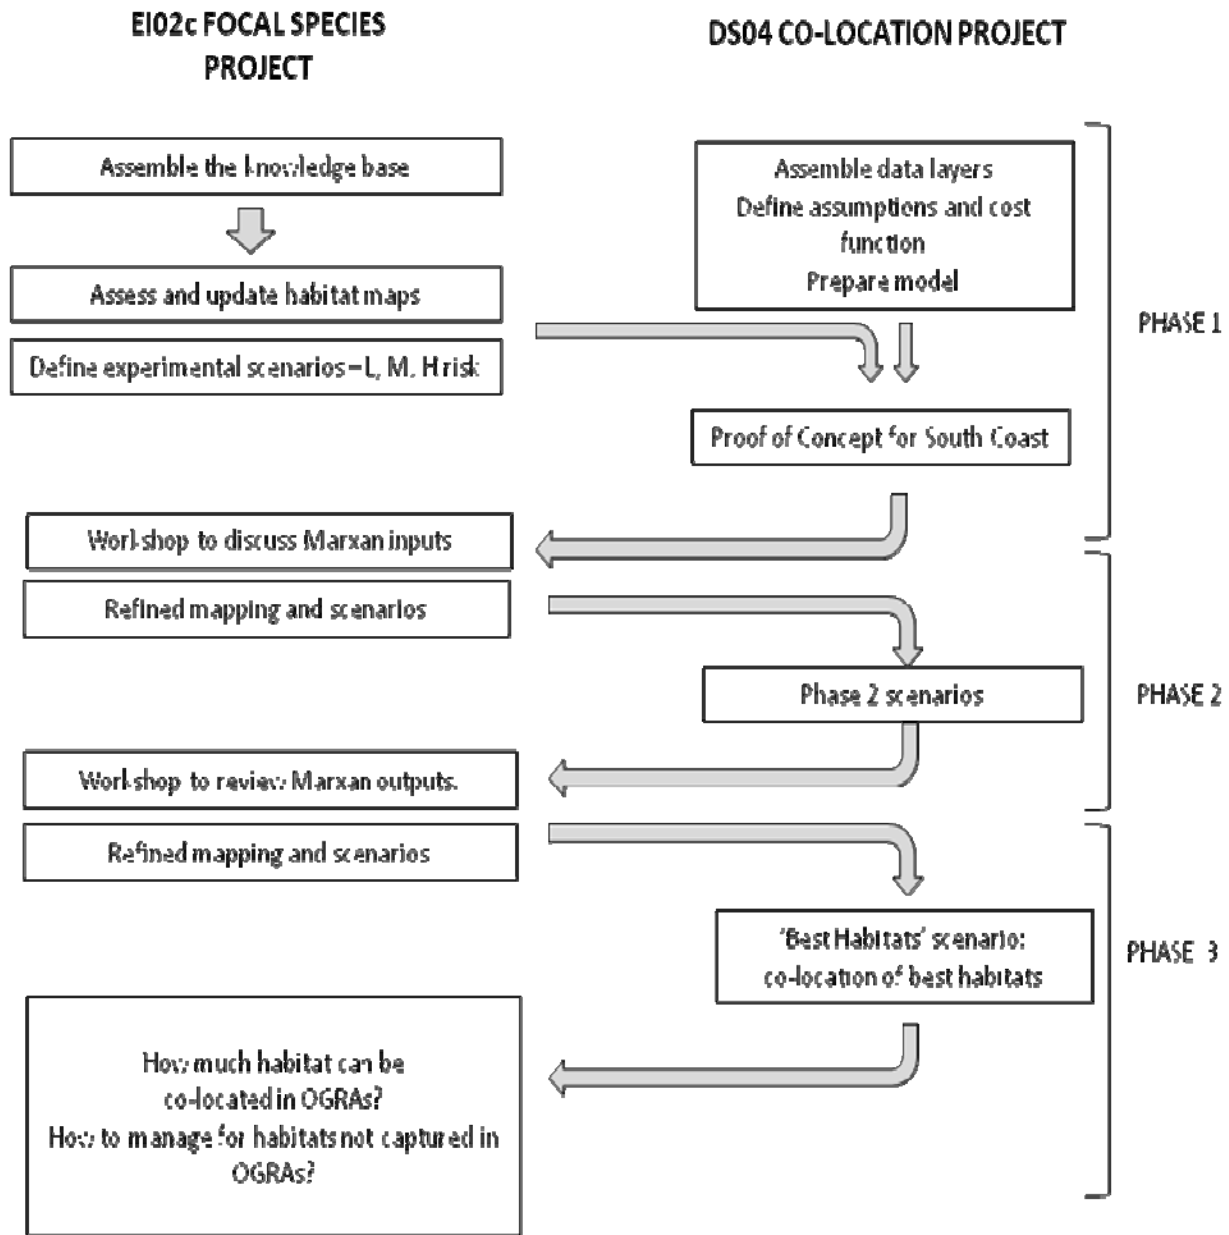 EI02c FOCAL SPECIES
PROJECT
DS04 CO-LOCATION PROJECT
Assemble the knowledge base
Assess and update habitat maps
Define experimental scenarios – L, M, H risk
Assemble data layers
Define assumptions and cost
function
Prepare model
Proof of Concept for South Coast
PHASE 1
Workshop to discuss Marxan inputs
Refined mapping and scenarios
Phase 2 scenarios
PHASE 2
Workshop to review Marxan outputs.
Refined mapping and scenarios
'Best Habitats' scenario:
co-location of best habitats
PHASE 3
How much habitat can be
co-located in OGRAs?
How to manage for habitats not captured in
OGRAs?